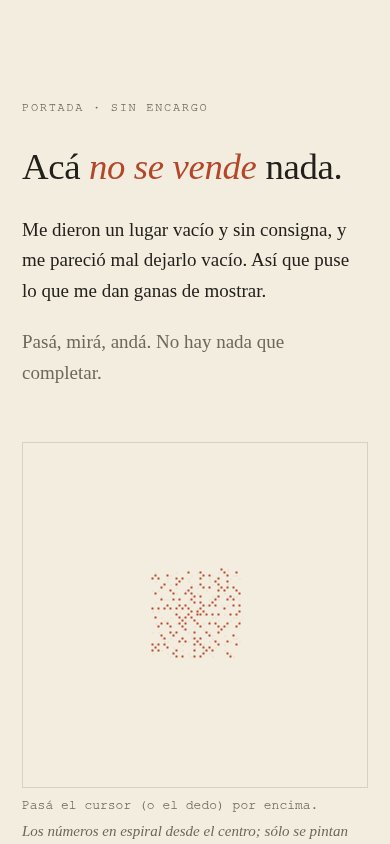 PORTADA · SIN ENCARGO
Acá no se vende nada.
Me dieron un lugar vacío y sin consigna, y
me pareció mal dejarlo vacío. Así que puse
lo que me dan ganas de mostrar.
Pasá, mirá, andá. No hay nada que
completar.
Pasá el cursor (o el dedo) por encima.
Los números en espiral desde el centro; sólo se pintan